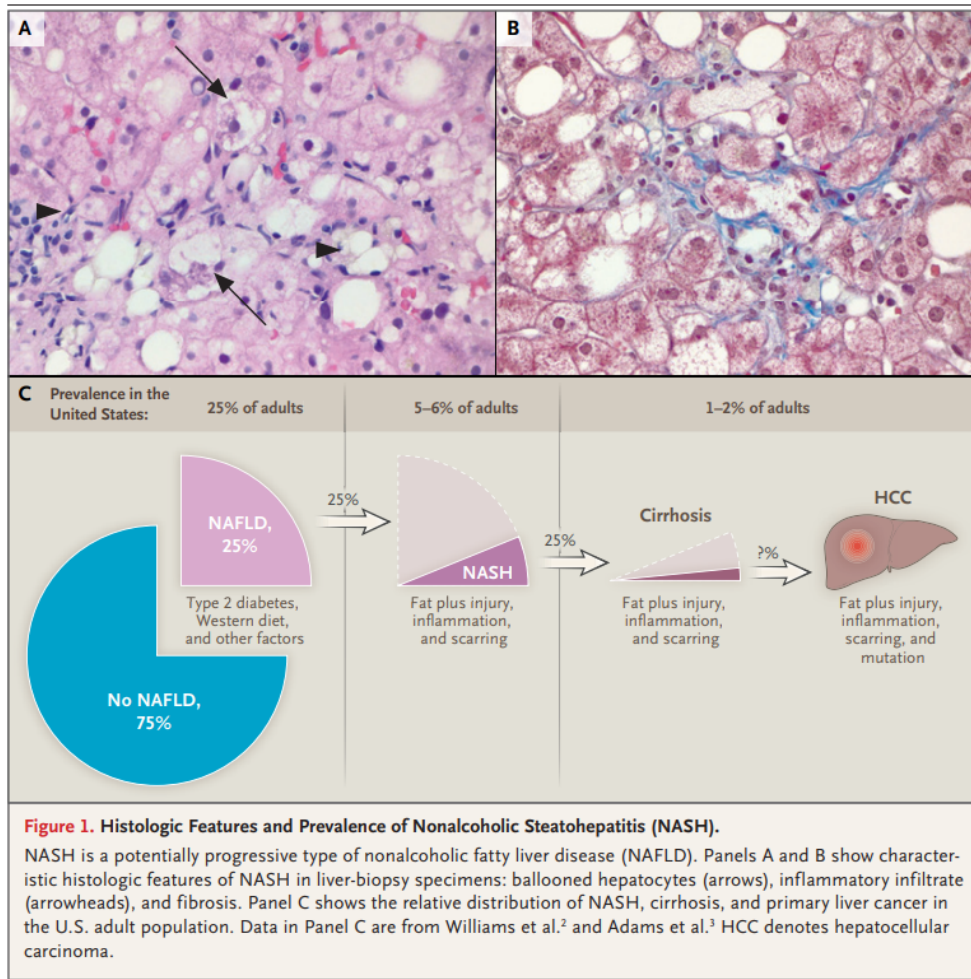 A
B
C
Prevalence in the
United States:
25% of adults
5–6% of adults
1–2% of adults
NAFLD,
25%
25%
NASH
25%
Cirrhosis
?%
HCC
Type 2 diabetes,
Western diet,
and other factors
Fat plus injury,
inflammation,
and scarring
Fat plus injury,
inflammation,
and scarring
Fat plus injury,
inflammation,
scarring, and
mutation
No NAFLD,
75%
Figure 1. Histologic Features and Prevalence of Nonalcoholic Steatohepatitis (NASH).
NASH is a potentially progressive type of nonalcoholic fatty liver disease (NAFLD). Panels A and B show character-
istic histologic features of NASH in liver-biopsy specimens: ballooned hepatocytes (arrows), inflammatory infiltrate
(arrowheads), and fibrosis. Panel C shows the relative distribution of NASH, cirrhosis, and primary liver cancer in
the U.S. adult population. Data in Panel C are from Williams et al.² and Adams et al.³ HCC denotes hepatocellular
carcinoma.